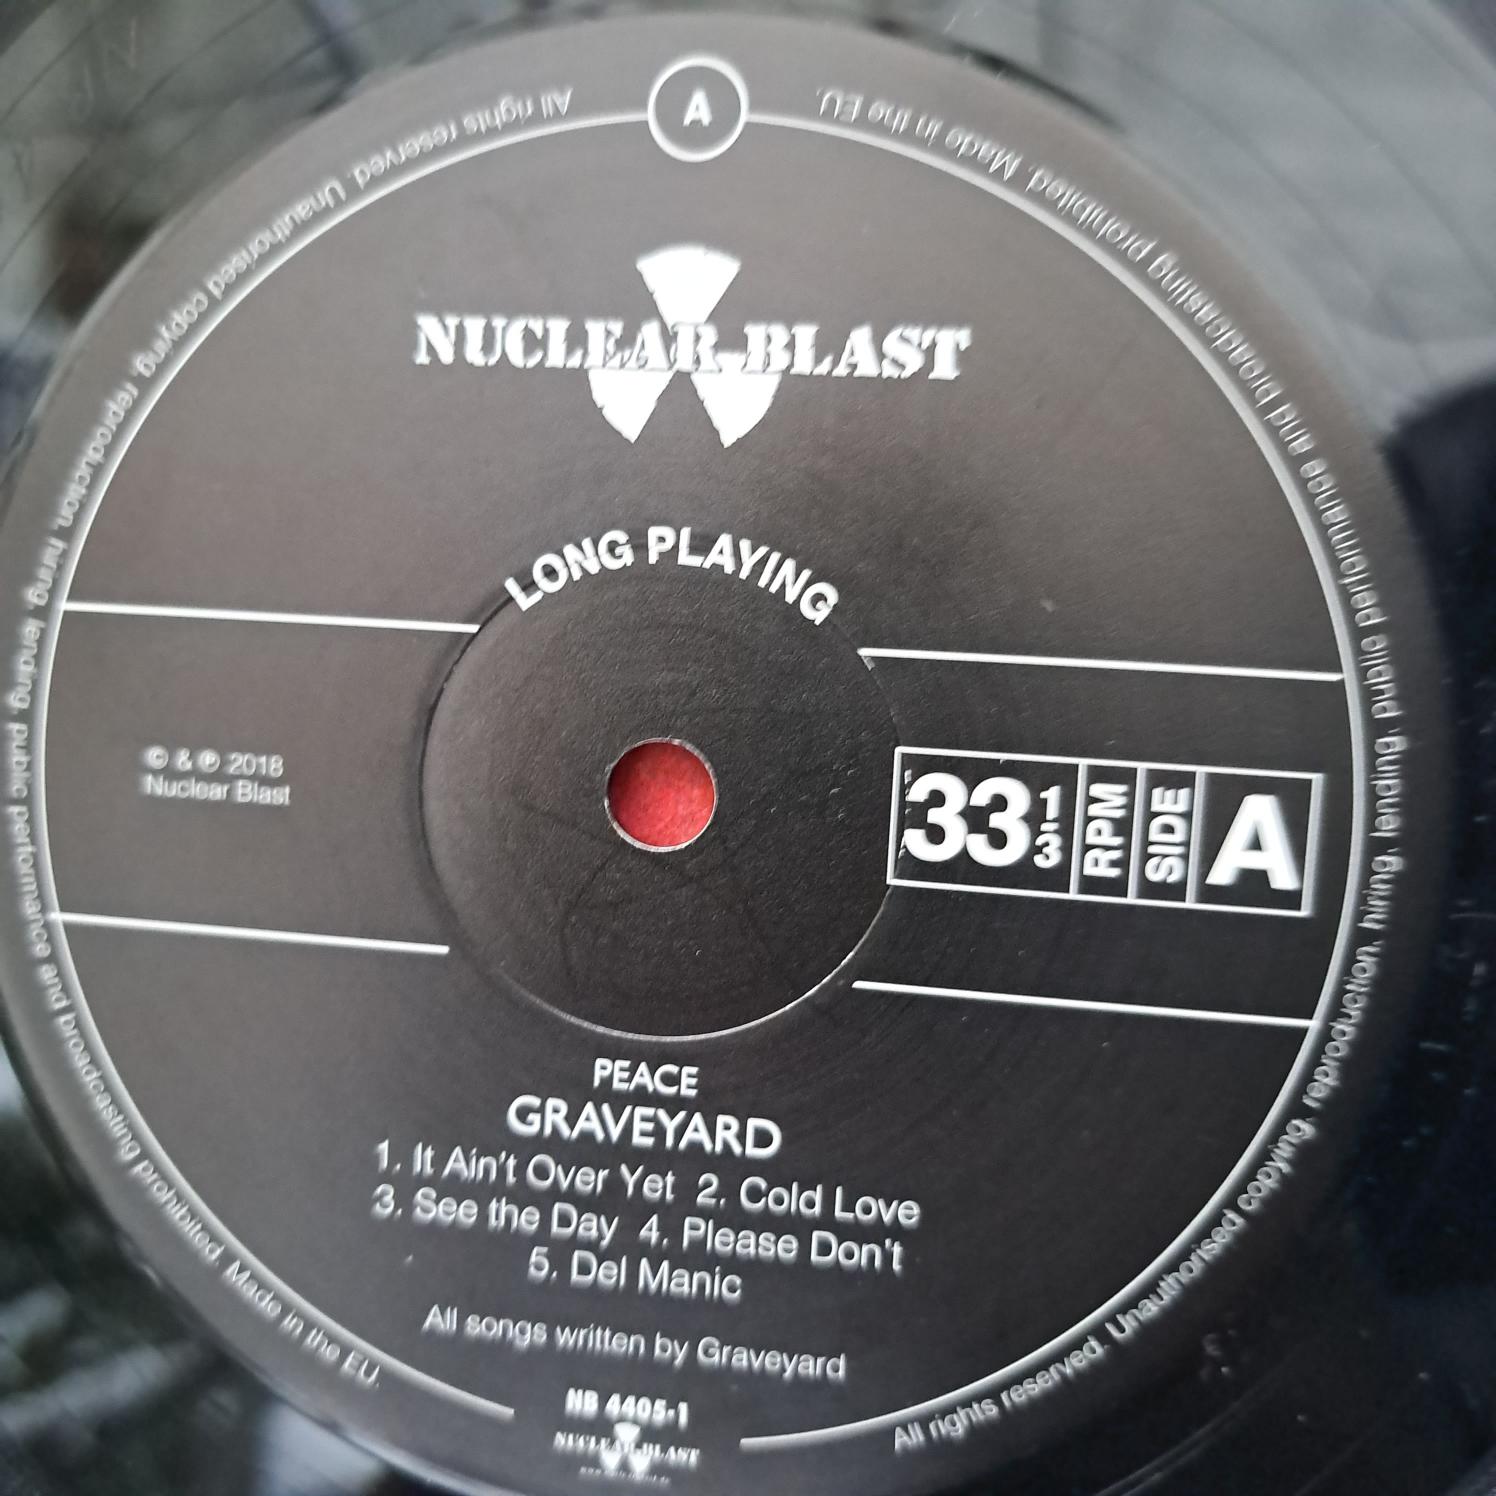 A
All rights reserved. Unauthorised copying, reproduction, hiring, lending, public performance and broadcasting prohibited. Made in the EU.
NUCLEAR BLAST
LONG PLAYING
© & ℗ 2018
Nuclear Blast
33 1/3 RPM SIDE A
PEACE
GRAVEYARD
1. It Ain't Over Yet 2. Cold Love
3. See the Day 4. Please Don't
5. Del Manic
All songs written by Graveyard
NB 4405-1
NUCLEAR BLAST
All rights reserved. Unauthorised copying, reproduction, hiring, lending, public performance and broadcasting prohibited. Made in the EU.